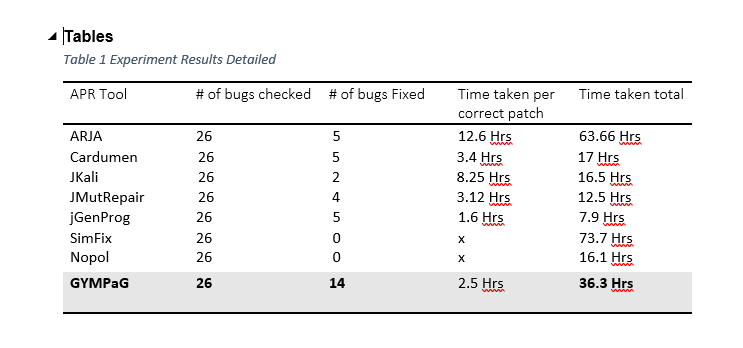 Tables
Table 1 Experiment Results Detailed
APR Tool # of bugs checked # of bugs Fixed Time taken per correct patch Time taken total
ARJA 26 5 12.6 Hrs 63.66 Hrs
Cardumen 26 5 3.4 Hrs 17 Hrs
JKali 26 2 8.25 Hrs 16.5 Hrs
JMutRepair 26 4 3.12 Hrs 12.5 Hrs
jGenProg 26 5 1.6 Hrs 7.9 Hrs
SimFix 26 0 x 73.7 Hrs
Nopol 26 0 x 16.1 Hrs
GYMPaG 26 14 2.5 Hrs 36.3 Hrs